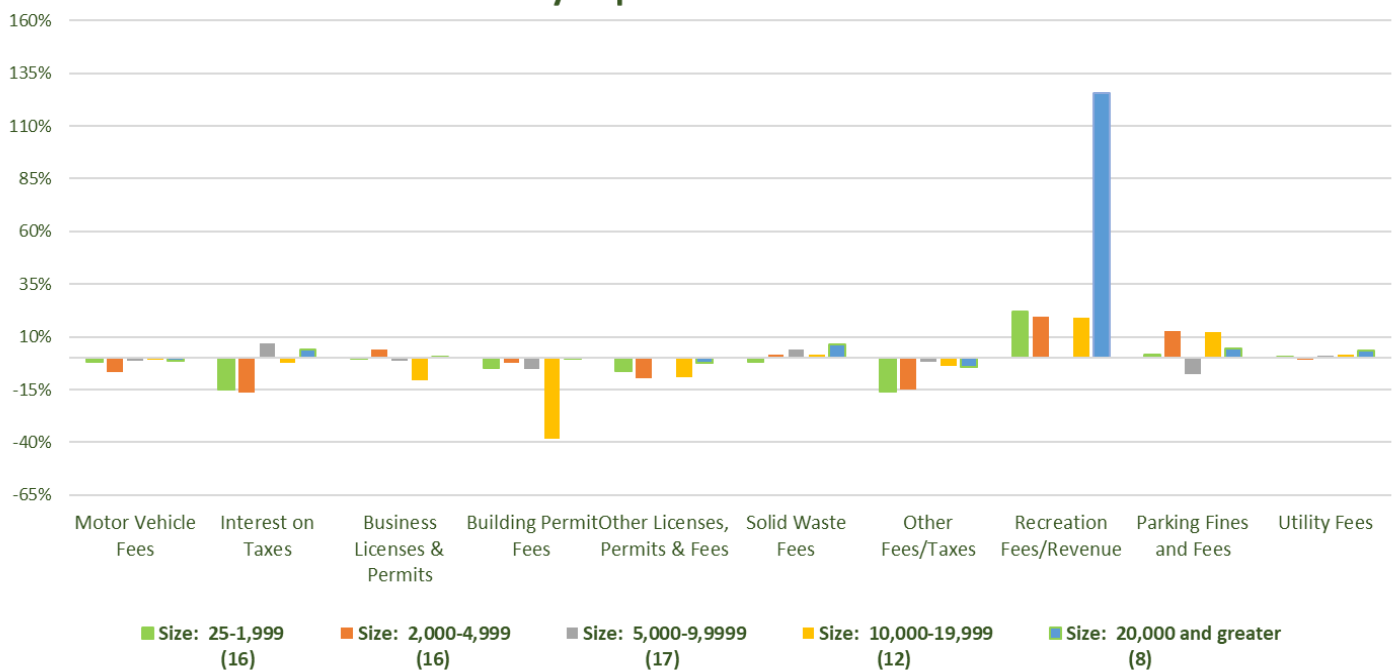 160%
135%
110%
85%
60%
35%
10%
-15%
-40%
-65%
Motor Vehicle Fees
Interest on Taxes
Business Licenses & Permits
Building Permit Fees
Other Licenses, Permits & Fees
Solid Waste Fees
Other Fees/Taxes
Recreation Fees/Revenue
Parking Fines and Fees
Utility Fees
Size: 25-1,999 (16)
Size: 2,000-4,999 (16)
Size: 5,000-9,9999 (17)
Size: 10,000-19,999 (12)
Size: 20,000 and greater (8)